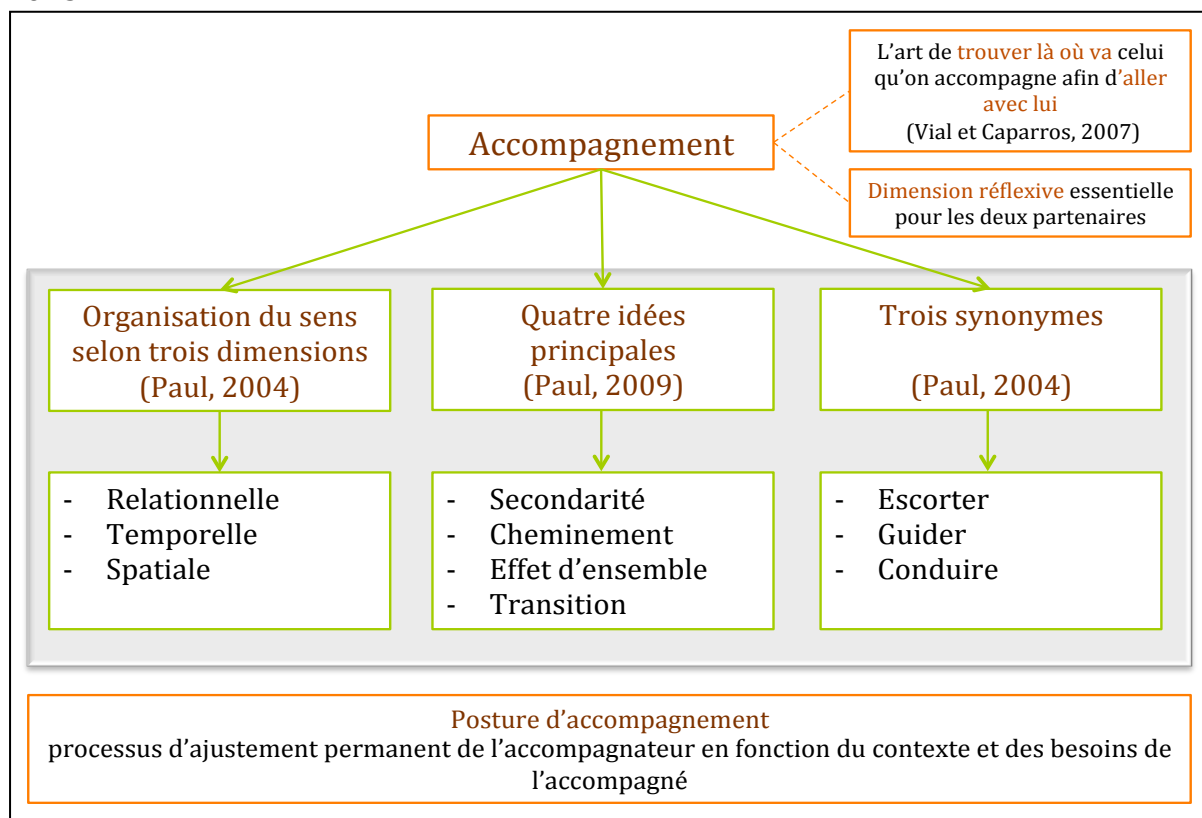 L’art de trouver là où va celui
qu’on accompagne afin d’aller
avec lui
(Vial et Caparros, 2007)
Accompagnement
Dimension réflexive essentielle
pour les deux partenaires
Organisation du sens
selon trois dimensions
(Paul, 2004)
Quatre idées
principales
(Paul, 2009)
Trois synonymes
(Paul, 2004)
- Relationnelle
- Temporelle
- Spatiale
- Secondarité
- Cheminement
- Effet d’ensemble
- Transition
- Escorter
- Guider
- Conduire
Posture d’accompagnement
processus d’ajustement permanent de l’accompagnateur en fonction du contexte et des besoins de
l’accompagné